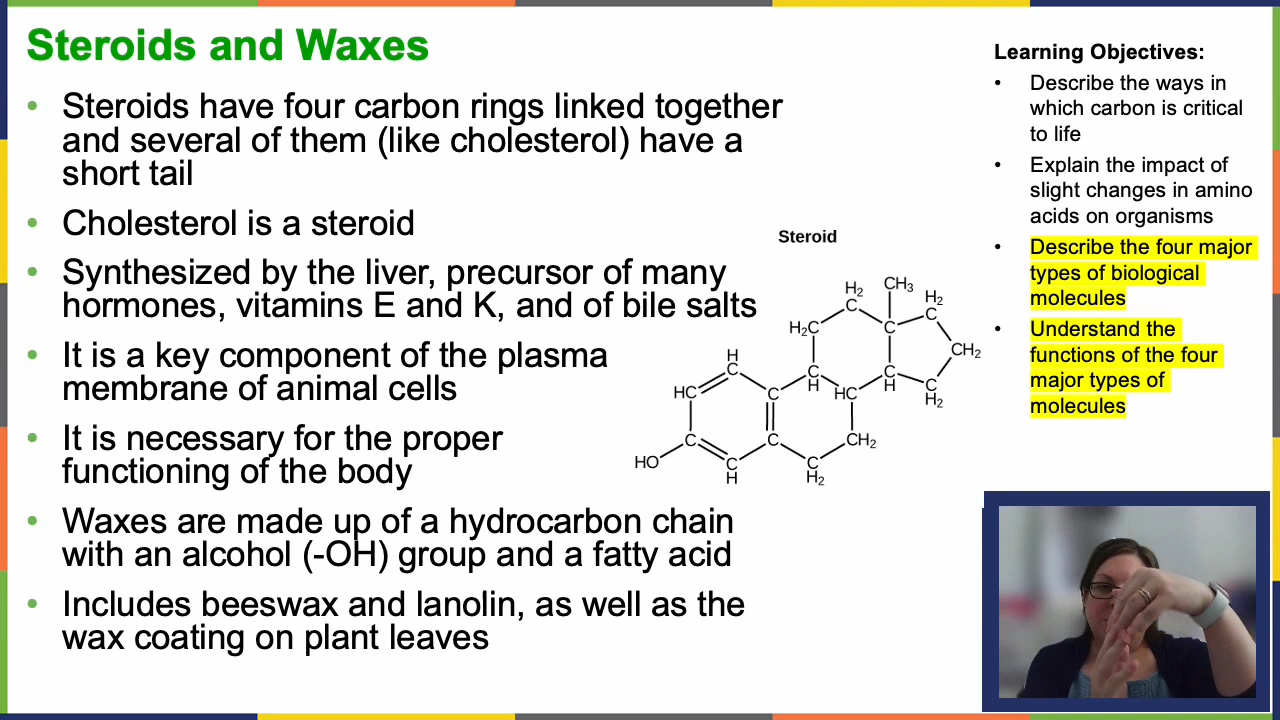 Steroids and Waxes
• Steroids have four carbon rings linked together
and several of them (like cholesterol) have a
short tail
• Cholesterol is a steroid
• Synthesized by the liver, precursor of many
hormones, vitamins E and K, and of bile salts
• It is a key component of the plasma
membrane of animal cells
• It is necessary for the proper
functioning of the body
• Waxes are made up of a hydrocarbon chain
with an alcohol (-OH) group and a fatty acid
• Includes beeswax and lanolin, as well as the
wax coating on plant leaves
Steroid
H₂ CH₃
C H₂
H₂C C C
H CH₂
C C C C
HC C H HC H H₂
C C CH₂
HO C C
H H₂
Learning Objectives:
• Describe the ways in
which carbon is critical
to life
• Explain the impact of
slight changes in amino
acids on organisms
• Describe the four major
types of biological
molecules
• Understand the
functions of the four
major types of
molecules